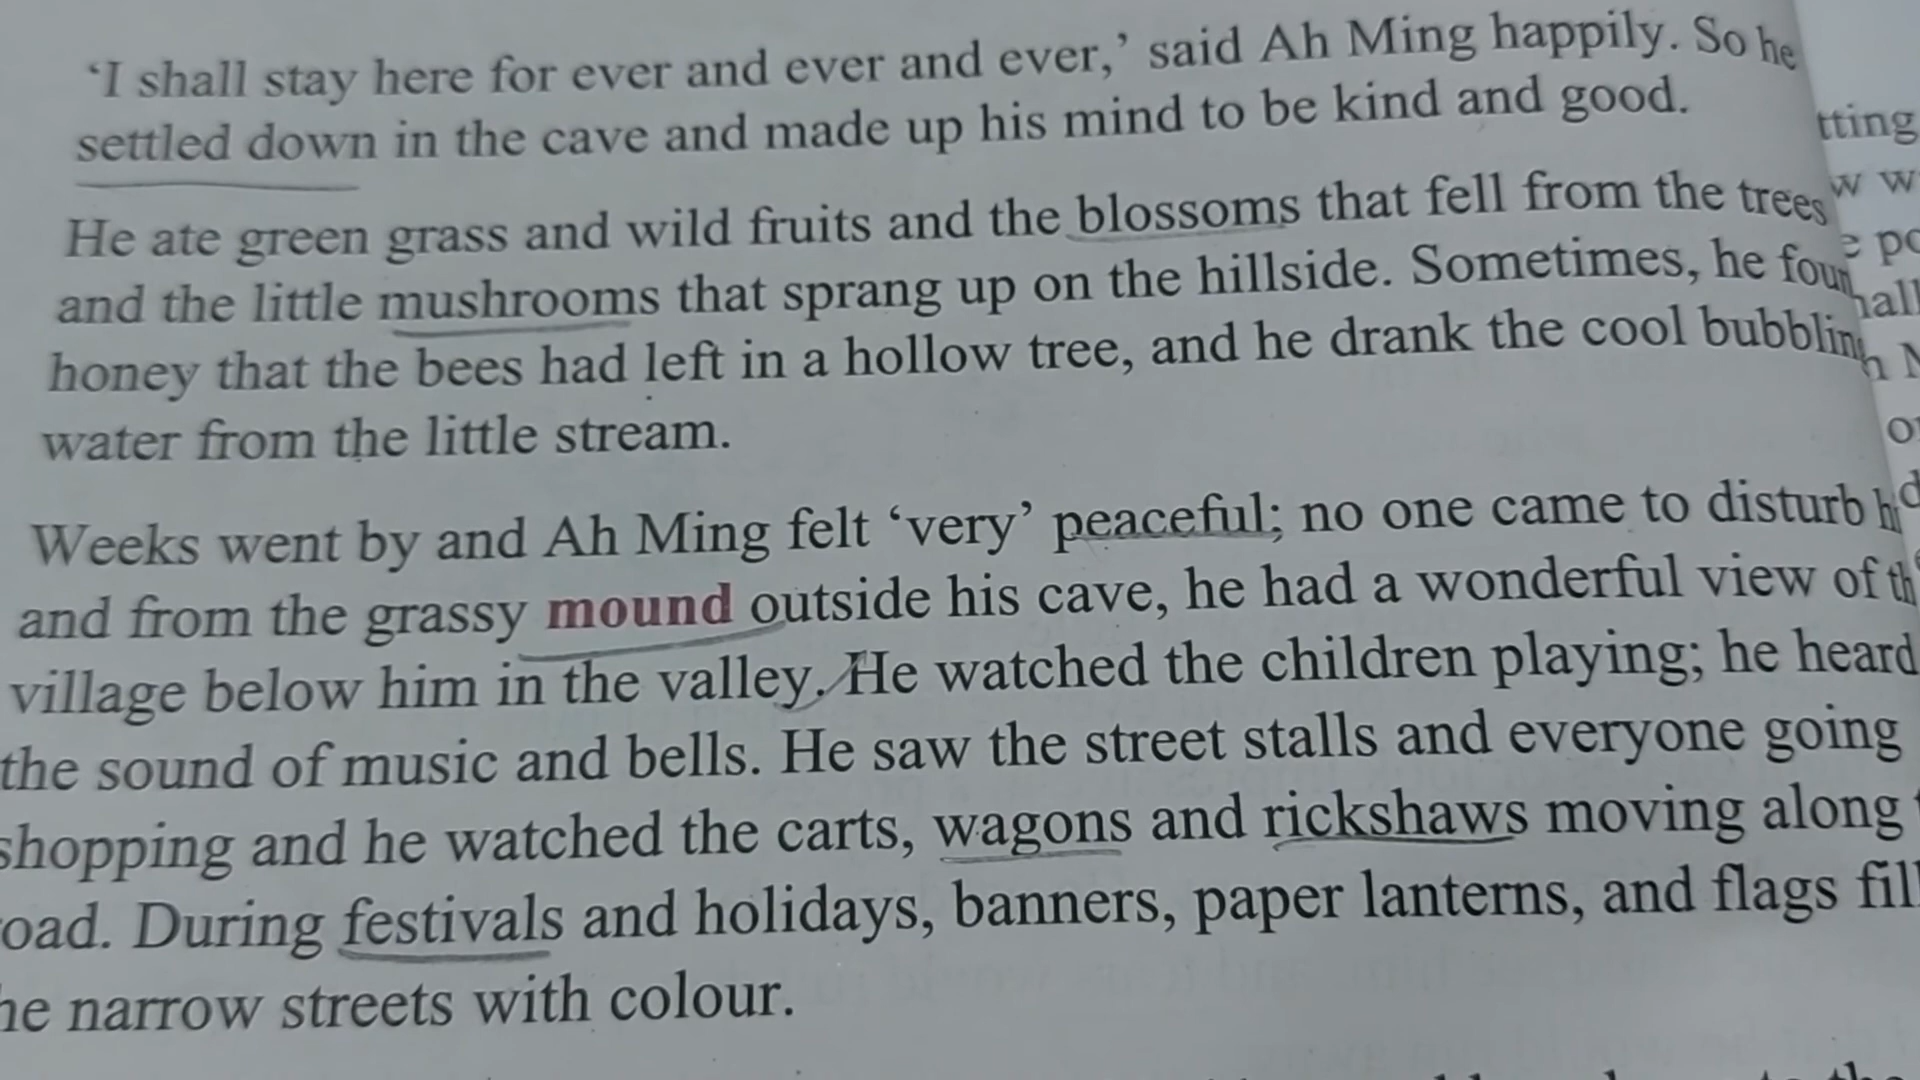 ‘I shall stay here for ever and ever and ever,’ said Ah Ming happily. So he
settled down in the cave and made up his mind to be kind and good.
He ate green grass and wild fruits and the blossoms that fell from the trees
and the little mushrooms that sprang up on the hillside. Sometimes, he foun
honey that the bees had left in a hollow tree, and he drank the cool bubblin
water from the little stream.
Weeks went by and Ah Ming felt ‘very’ peaceful; no one came to disturb h
and from the grassy mound outside his cave, he had a wonderful view of th
village below him in the valley. He watched the children playing; he heard
the sound of music and bells. He saw the street stalls and everyone going
shopping and he watched the carts, wagons and rickshaws moving along
oad. During festivals and holidays, banners, paper lanterns, and flags fill
he narrow streets with colour.